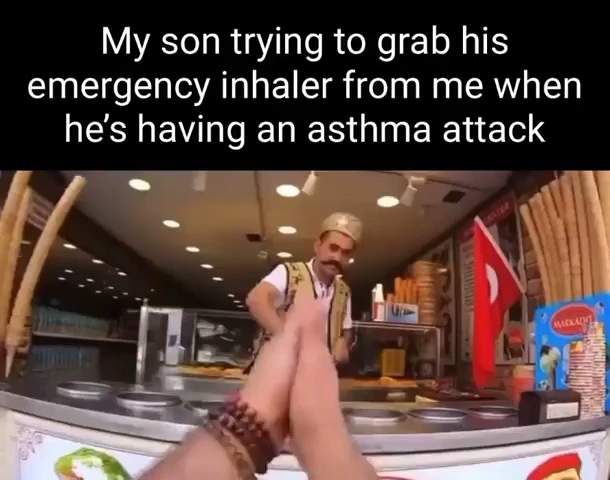 My son trying to grab his
emergency inhaler from me when
he's having an asthma attack